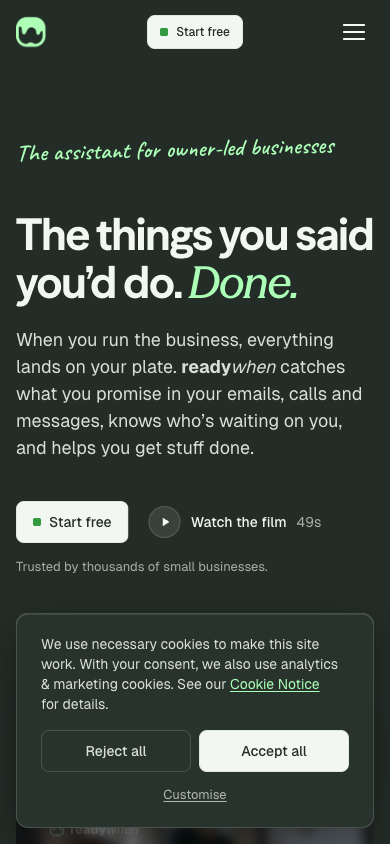 Start free
The assistant for owner-led businesses
The things you said
you'd do. Done.
When you run the business, everything
lands on your plate. readywhen catches
what you promise in your emails, calls and
messages, knows who's waiting on you,
and helps you get stuff done.
Start free
Watch the film 49s
Trusted by thousands of small businesses.
We use necessary cookies to make this site
work. With your consent, we also use analytics
& marketing cookies. See our Cookie Notice
for details.
Reject all
Accept all
Customise
readywhen